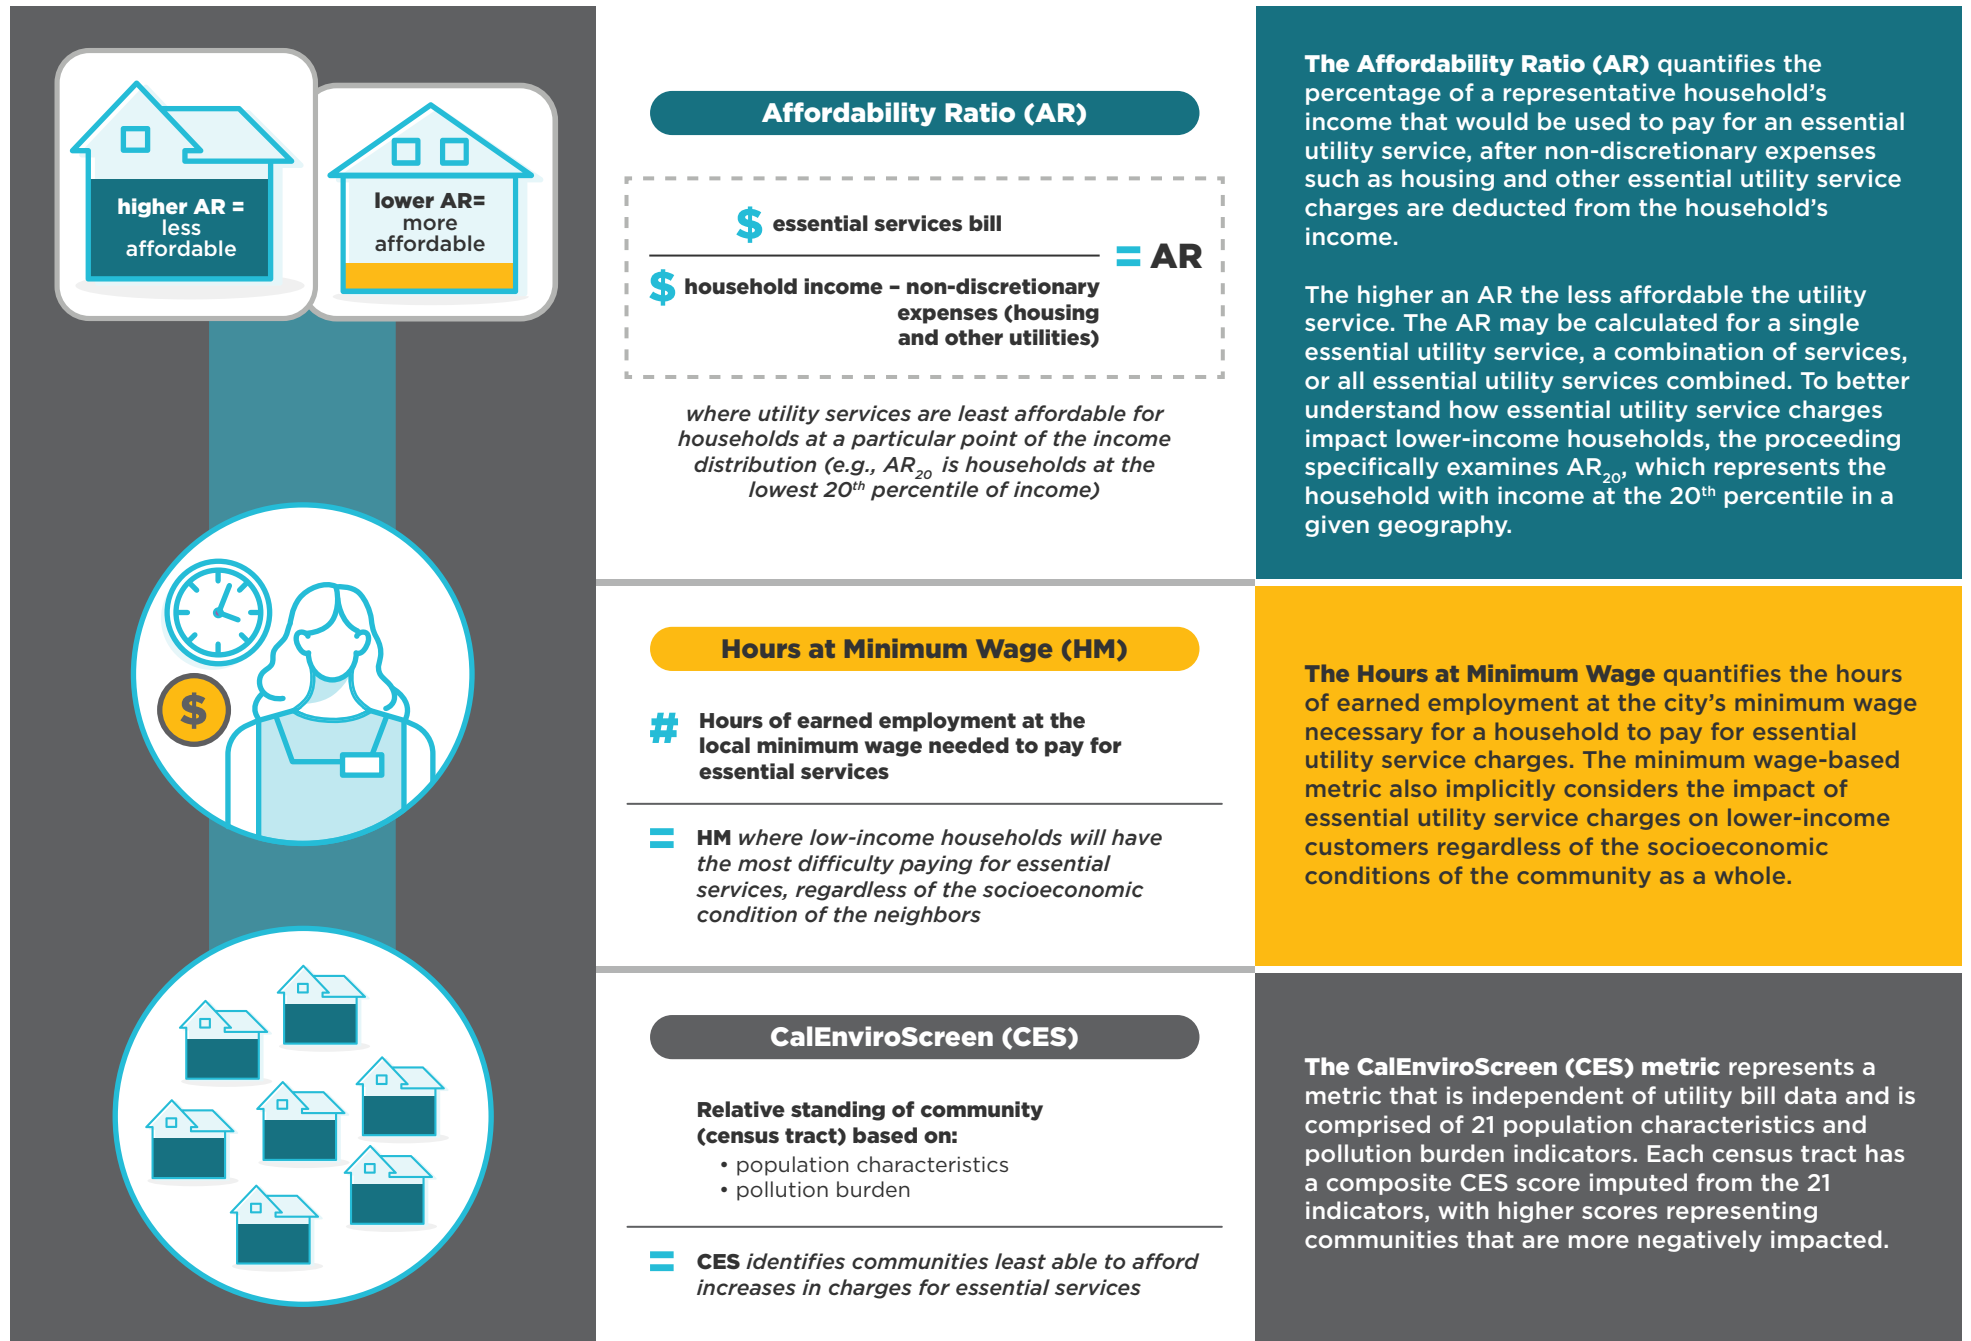 higher AR =
less
affordable
lower AR=
more
affordable
Affordability Ratio (AR)
$ essential services bill
= AR
$ household income – non-discretionary
expenses (housing
and other utilities)
where utility services are least affordable for
households at a particular point of the income
distribution (e.g., AR20 is households at the
lowest 20th percentile of income)
The Affordability Ratio (AR) quantifies the
percentage of a representative household’s
income that would be used to pay for an essential
utility service, after non-discretionary expenses
such as housing and other essential utility service
charges are deducted from the household’s
income.
The higher an AR the less affordable the utility
service. The AR may be calculated for a single
essential utility service, a combination of services,
or all essential utility services combined. To better
understand how essential utility service charges
impact lower-income households, the proceeding
specifically examines AR20, which represents the
household with income at the 20th percentile in a
given geography.
$
Hours at Minimum Wage (HM)
# Hours of earned employment at the
local minimum wage needed to pay for
essential services
= HM where low-income households will have
the most difficulty paying for essential
services, regardless of the socioeconomic
condition of the neighbors
The Hours at Minimum Wage quantifies the hours
of earned employment at the city’s minimum wage
necessary for a household to pay for essential
utility service charges. The minimum wage-based
metric also implicitly considers the impact of
essential utility service charges on lower-income
customers regardless of the socioeconomic
conditions of the community as a whole.
CalEnviroScreen (CES)
Relative standing of community
(census tract) based on:
• population characteristics
• pollution burden
= CES identifies communities least able to afford
increases in charges for essential services
The CalEnviroScreen (CES) metric represents a
metric that is independent of utility bill data and is
comprised of 21 population characteristics and
pollution burden indicators. Each census tract has
a composite CES score imputed from the 21
indicators, with higher scores representing
communities that are more negatively impacted.